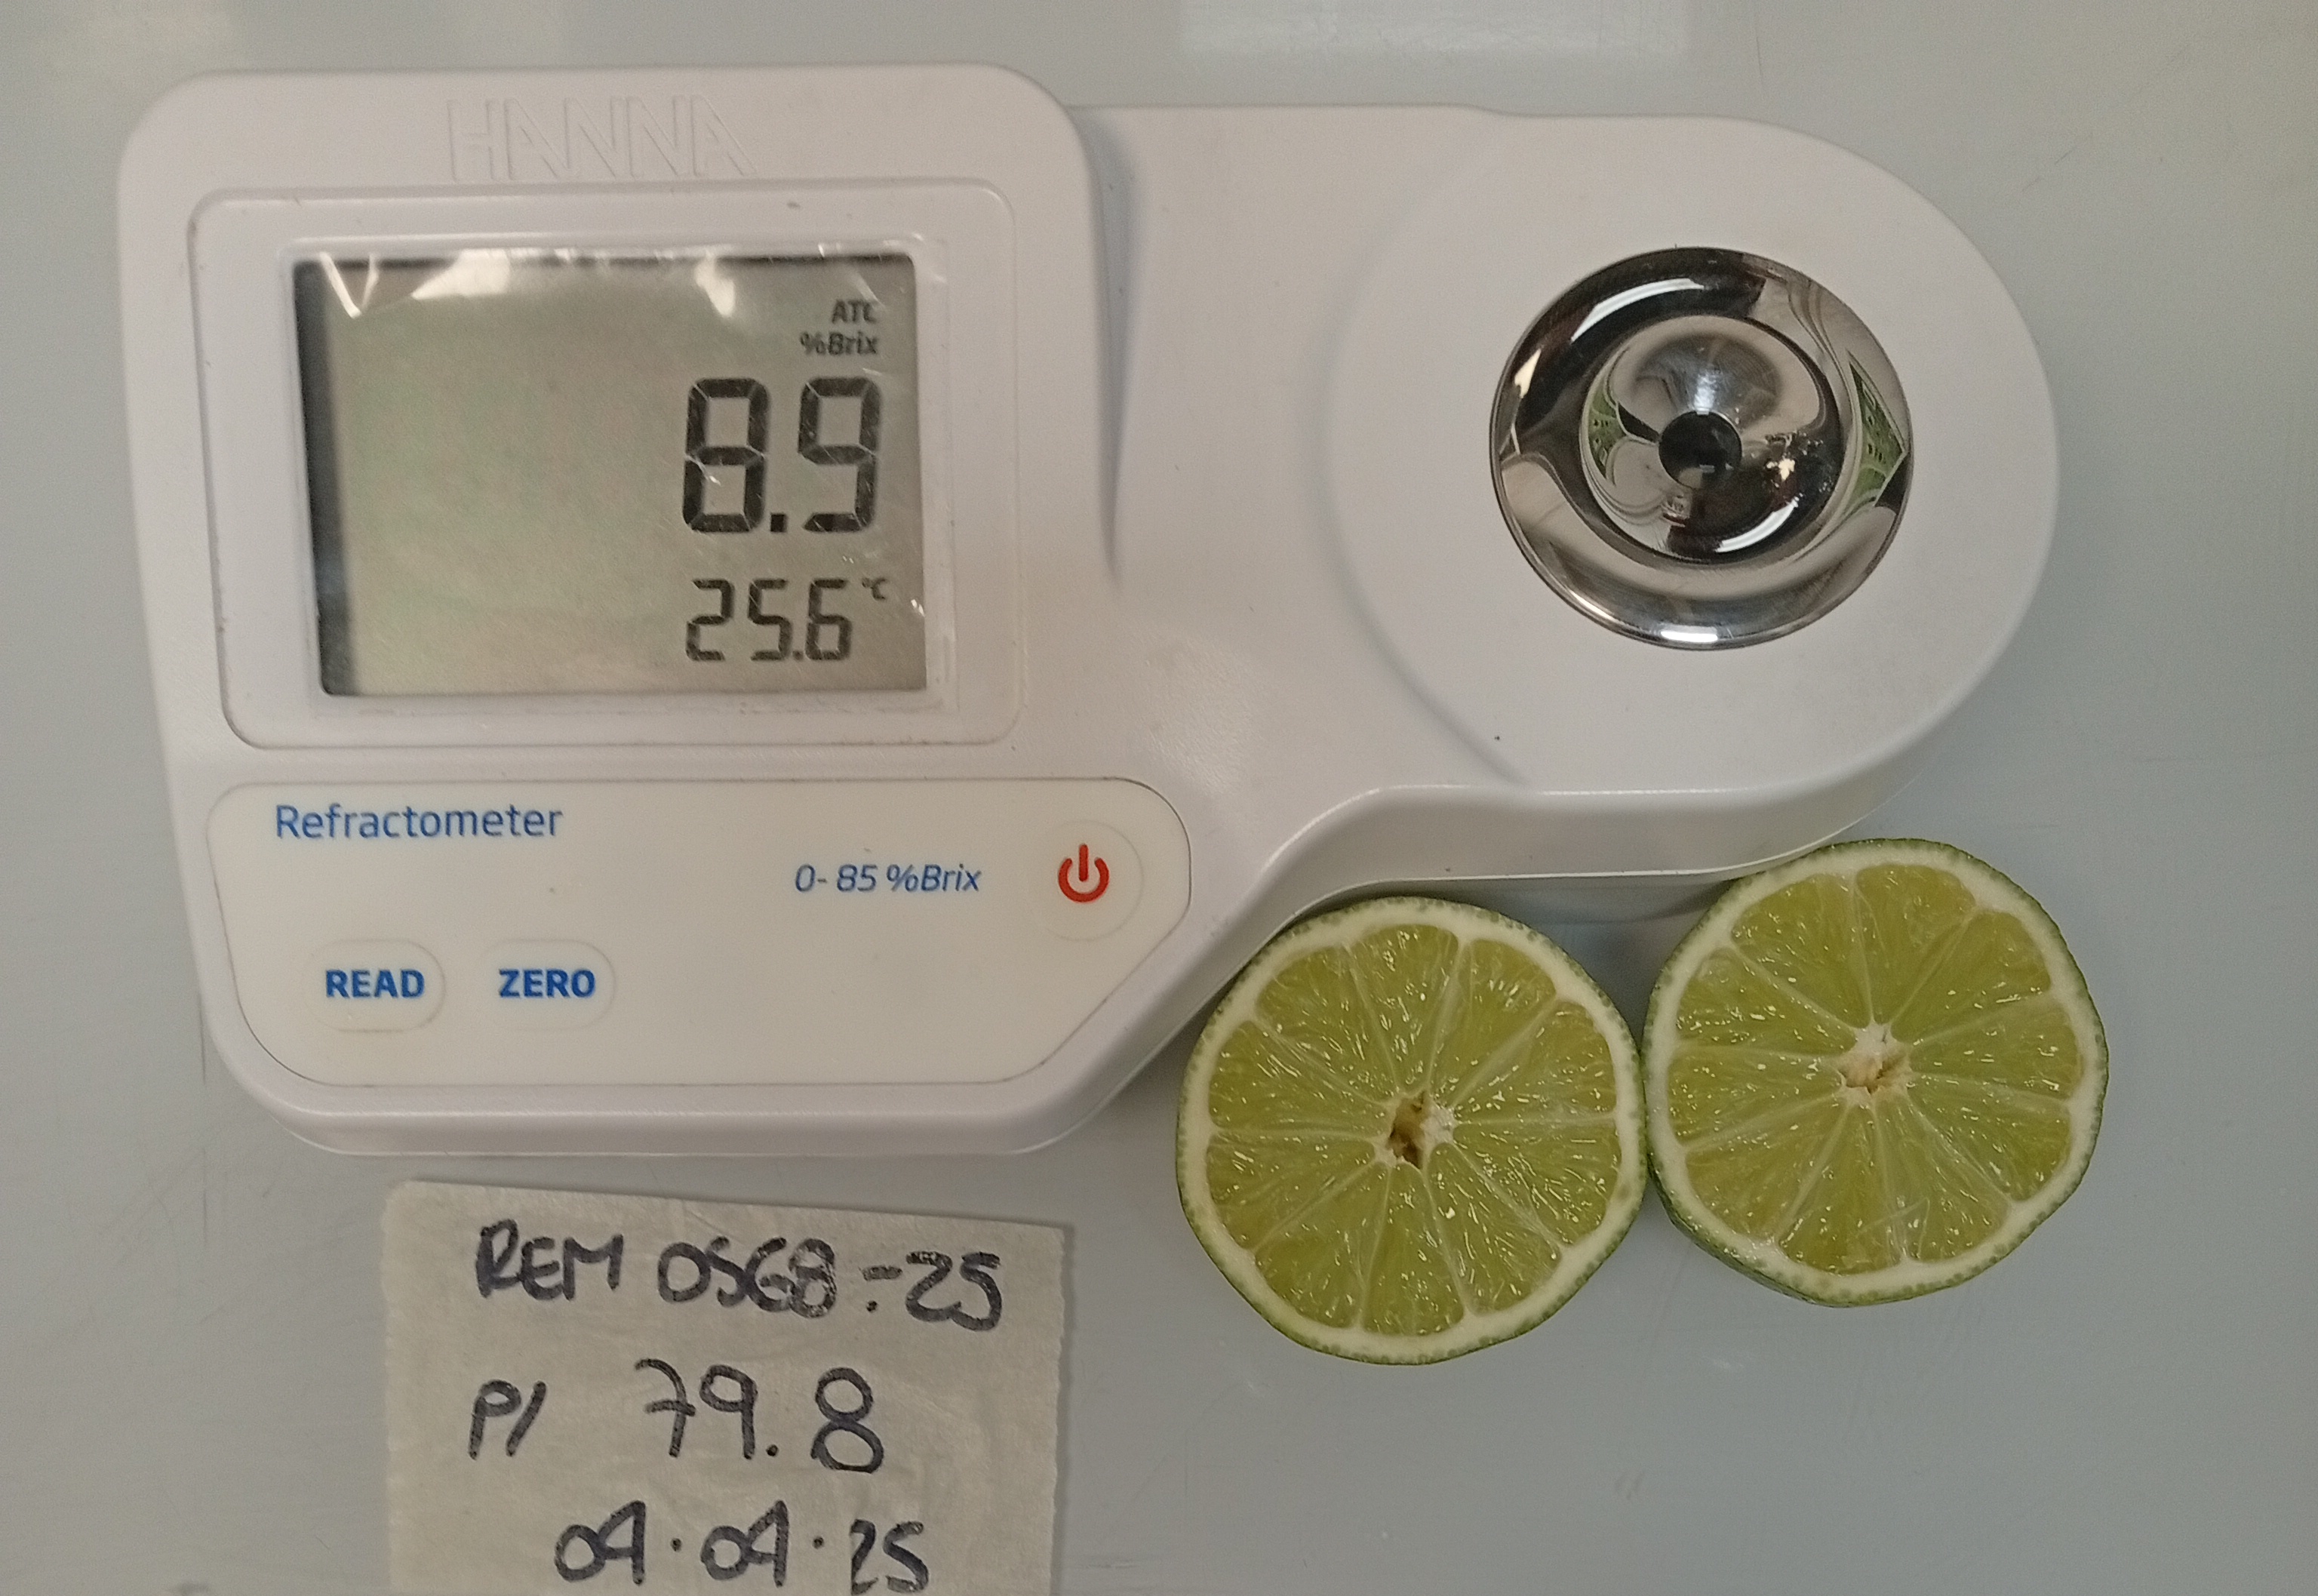 HANNA
ATC
%Brix
8.9
25.6 °C
Refractometer
0-85 %Brix
READ ZERO
REM 0568-25
P/ 79.8
04.04.25